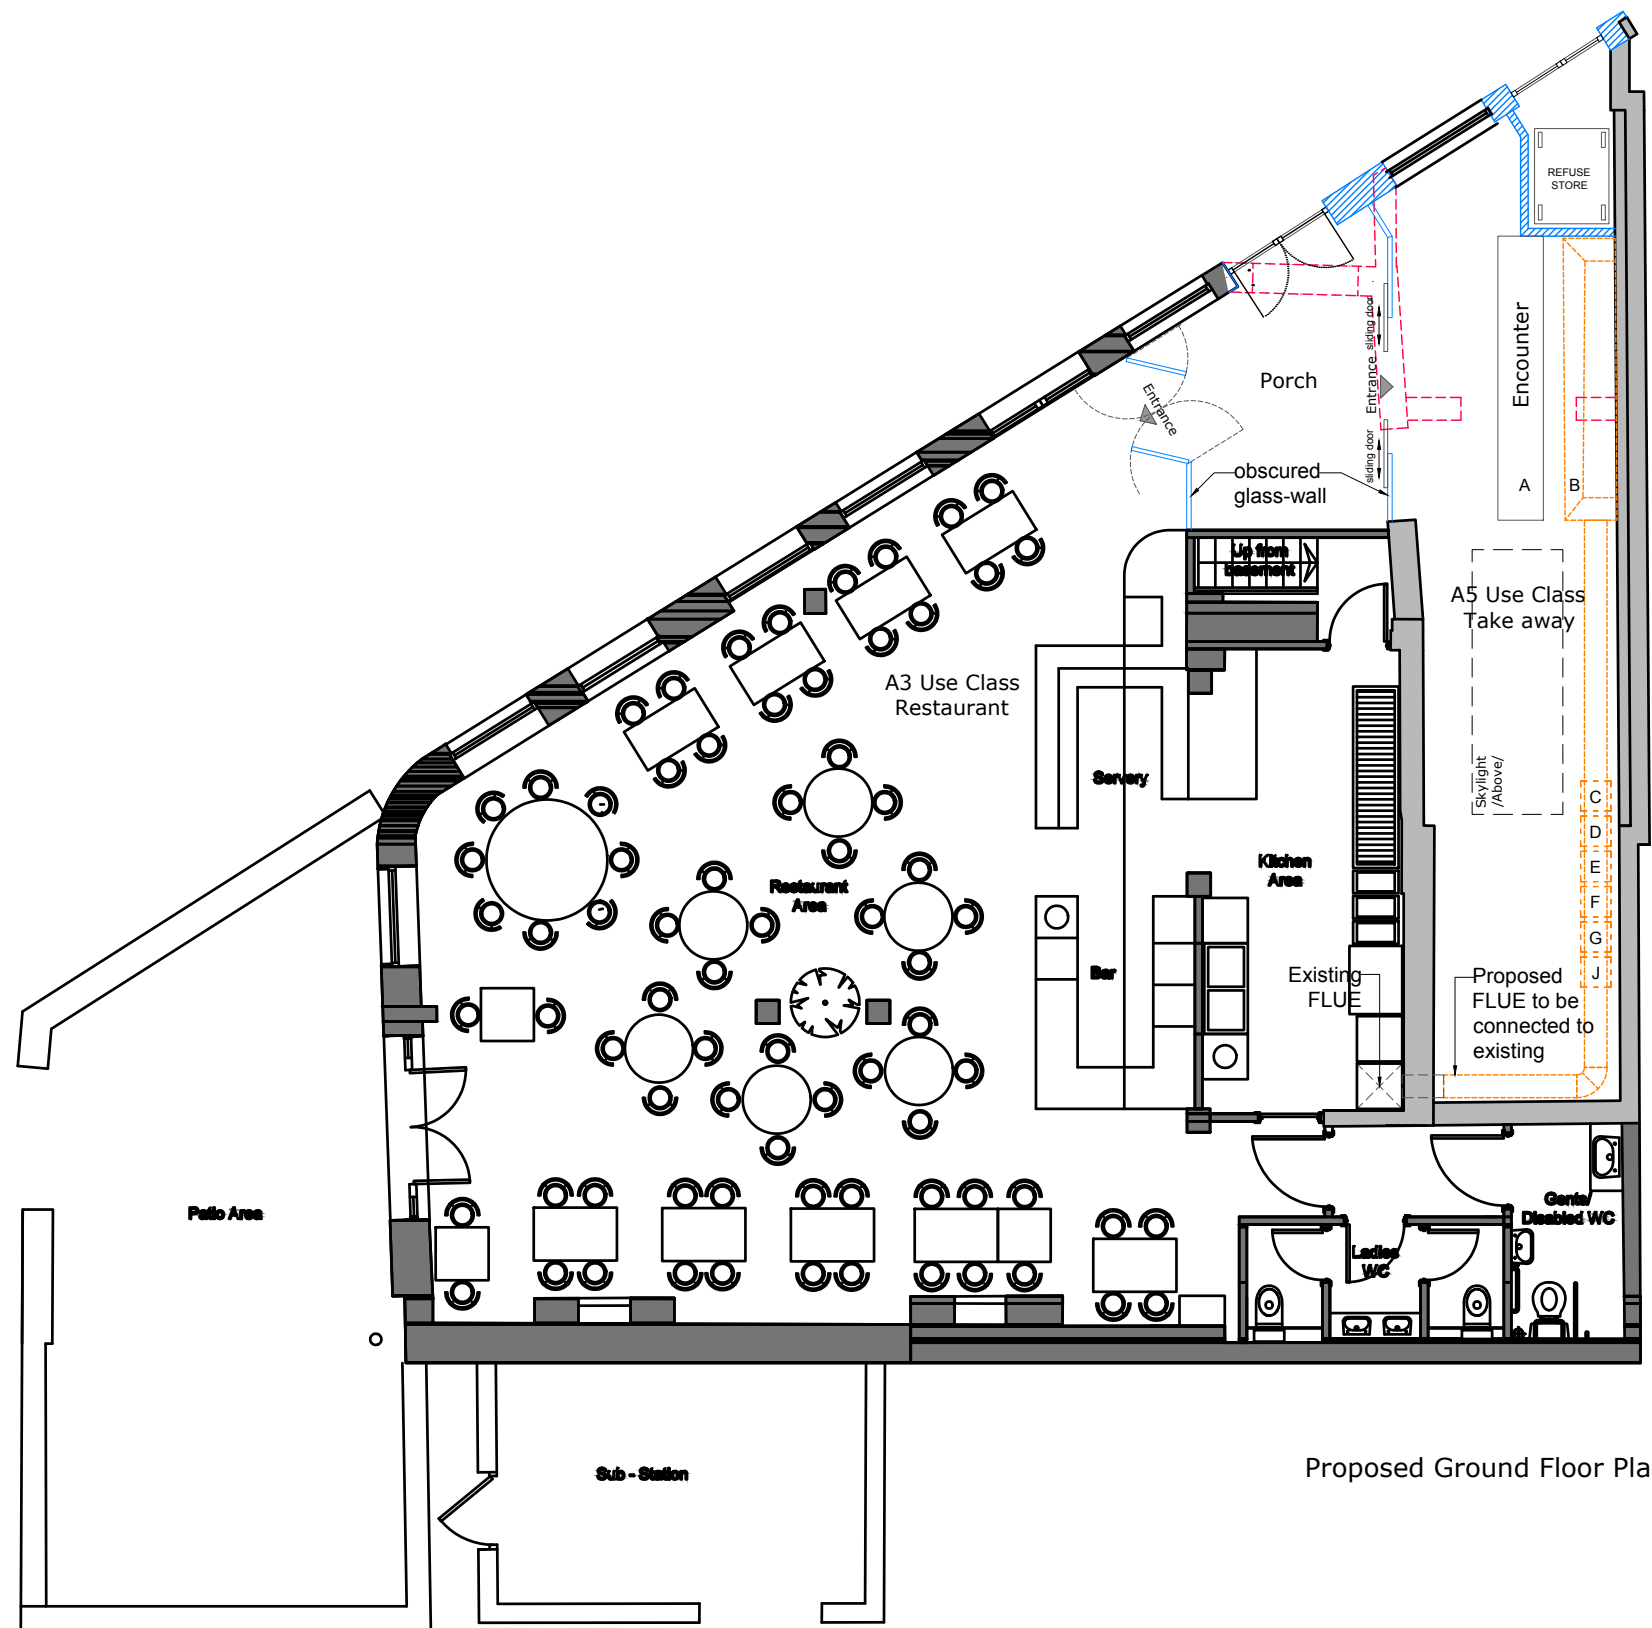 REFUSE
STORE
Encounter
sliding door
Entrance
sliding door
Porch
Entrance
obscured
glass-wall
A
B
Up from
basement
A5 Use Class
Take away
A3 Use Class
Restaurant
Skylight
/Above/
Servery
C
D
E
F
G
J
Kitchen
Area
Restaurant
Area
Bar
Existing
FLUE
Proposed
FLUE to be
connected to
existing
Patio Area
Gents/
Disabled WC
Ladies
WC
Sub - Station
Proposed Ground Floor Pla